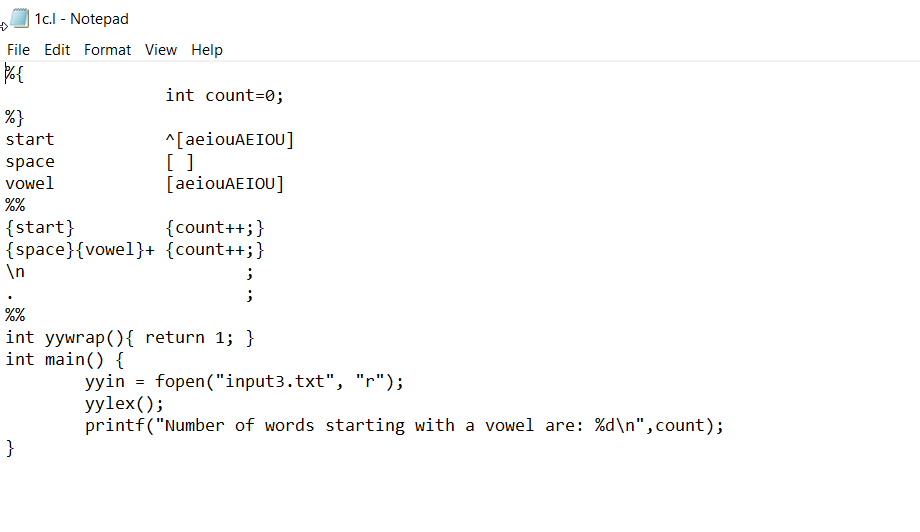 1c.l - Notepad
File Edit Format View Help
%{
int count=0;
%}
start ^[aeiouAEIOU]
space [ ]
vowel [aeiouAEIOU]
%%
{start} {count++;}
{space}{vowel}+ {count++;}
\n ;
. ;
%%
int yywrap(){ return 1; }
int main() {
yyin = fopen("input3.txt", "r");
yylex();
printf("Number of words starting with a vowel are: %d\n",count);
}